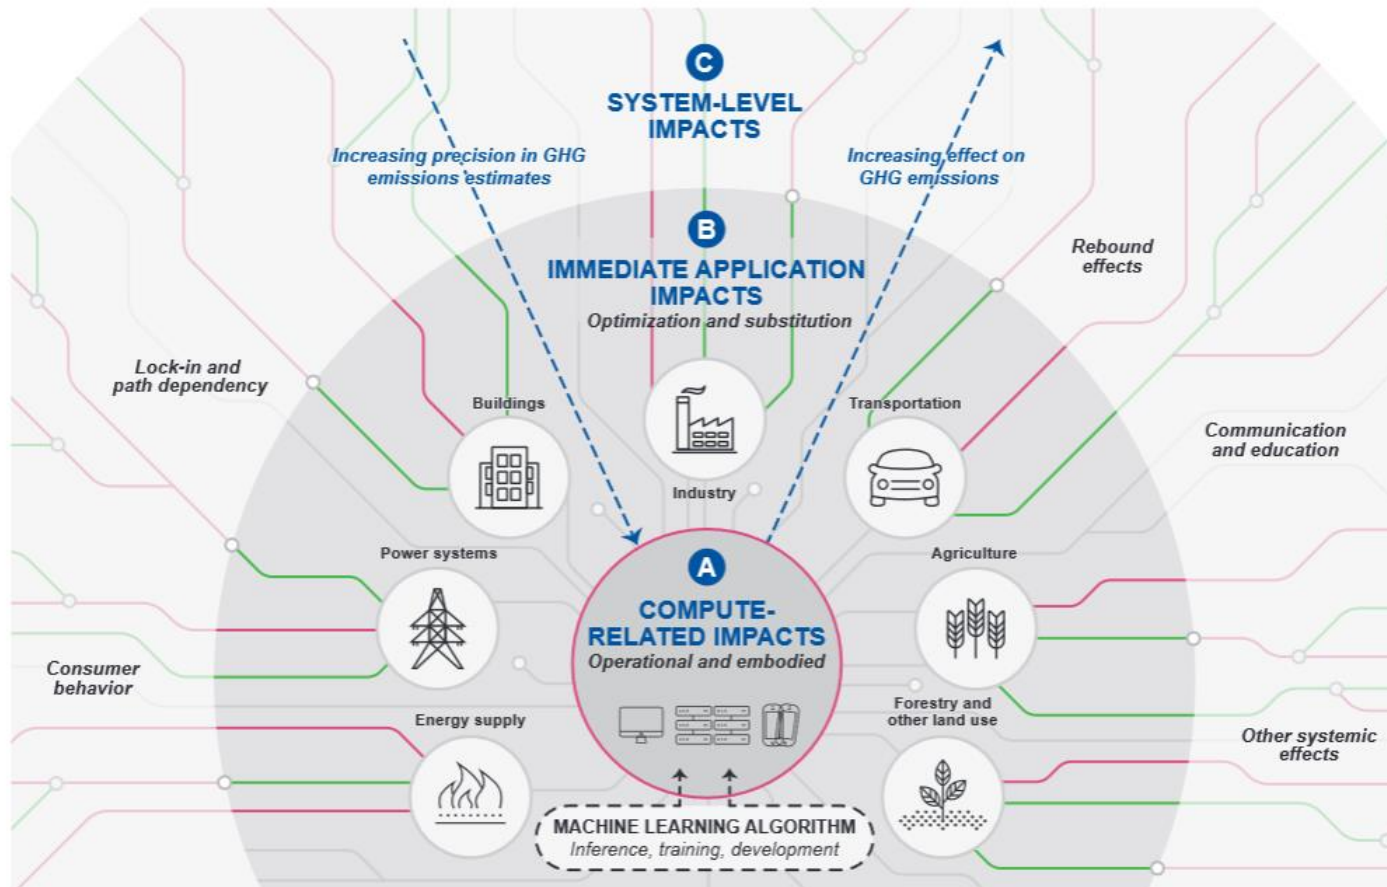 C
SYSTEM-LEVEL
IMPACTS
Increasing precision in GHG
emissions estimates
Increasing effect on
GHG emissions
B
IMMEDIATE APPLICATION
IMPACTS
Optimization and substitution
Rebound
effects
Lock-in and
path dependency
Buildings
Industry
Transportation
Communication
and education
Power systems
Agriculture
A
COMPUTE-
RELATED IMPACTS
Operational and embodied
Consumer
behavior
Energy supply
Forestry and
other land use
Other systemic
effects
MACHINE LEARNING ALGORITHM
Inference, training, development